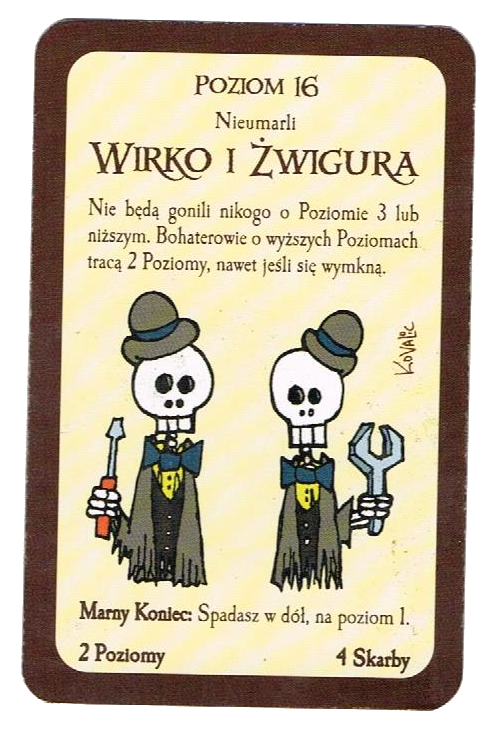 Poziom 16
Nieumarli
Wirko i Żwigura
Nie będą gonili nikogo o Poziomie 3 lub
niższym. Bohaterowie o wyższych Poziomach
tracą 2 Poziomy, nawet jeśli się wymkną.
Kovalic
Marny Koniec: Spadasz w dół, na poziom 1.
2 Poziomy
4 Skarby